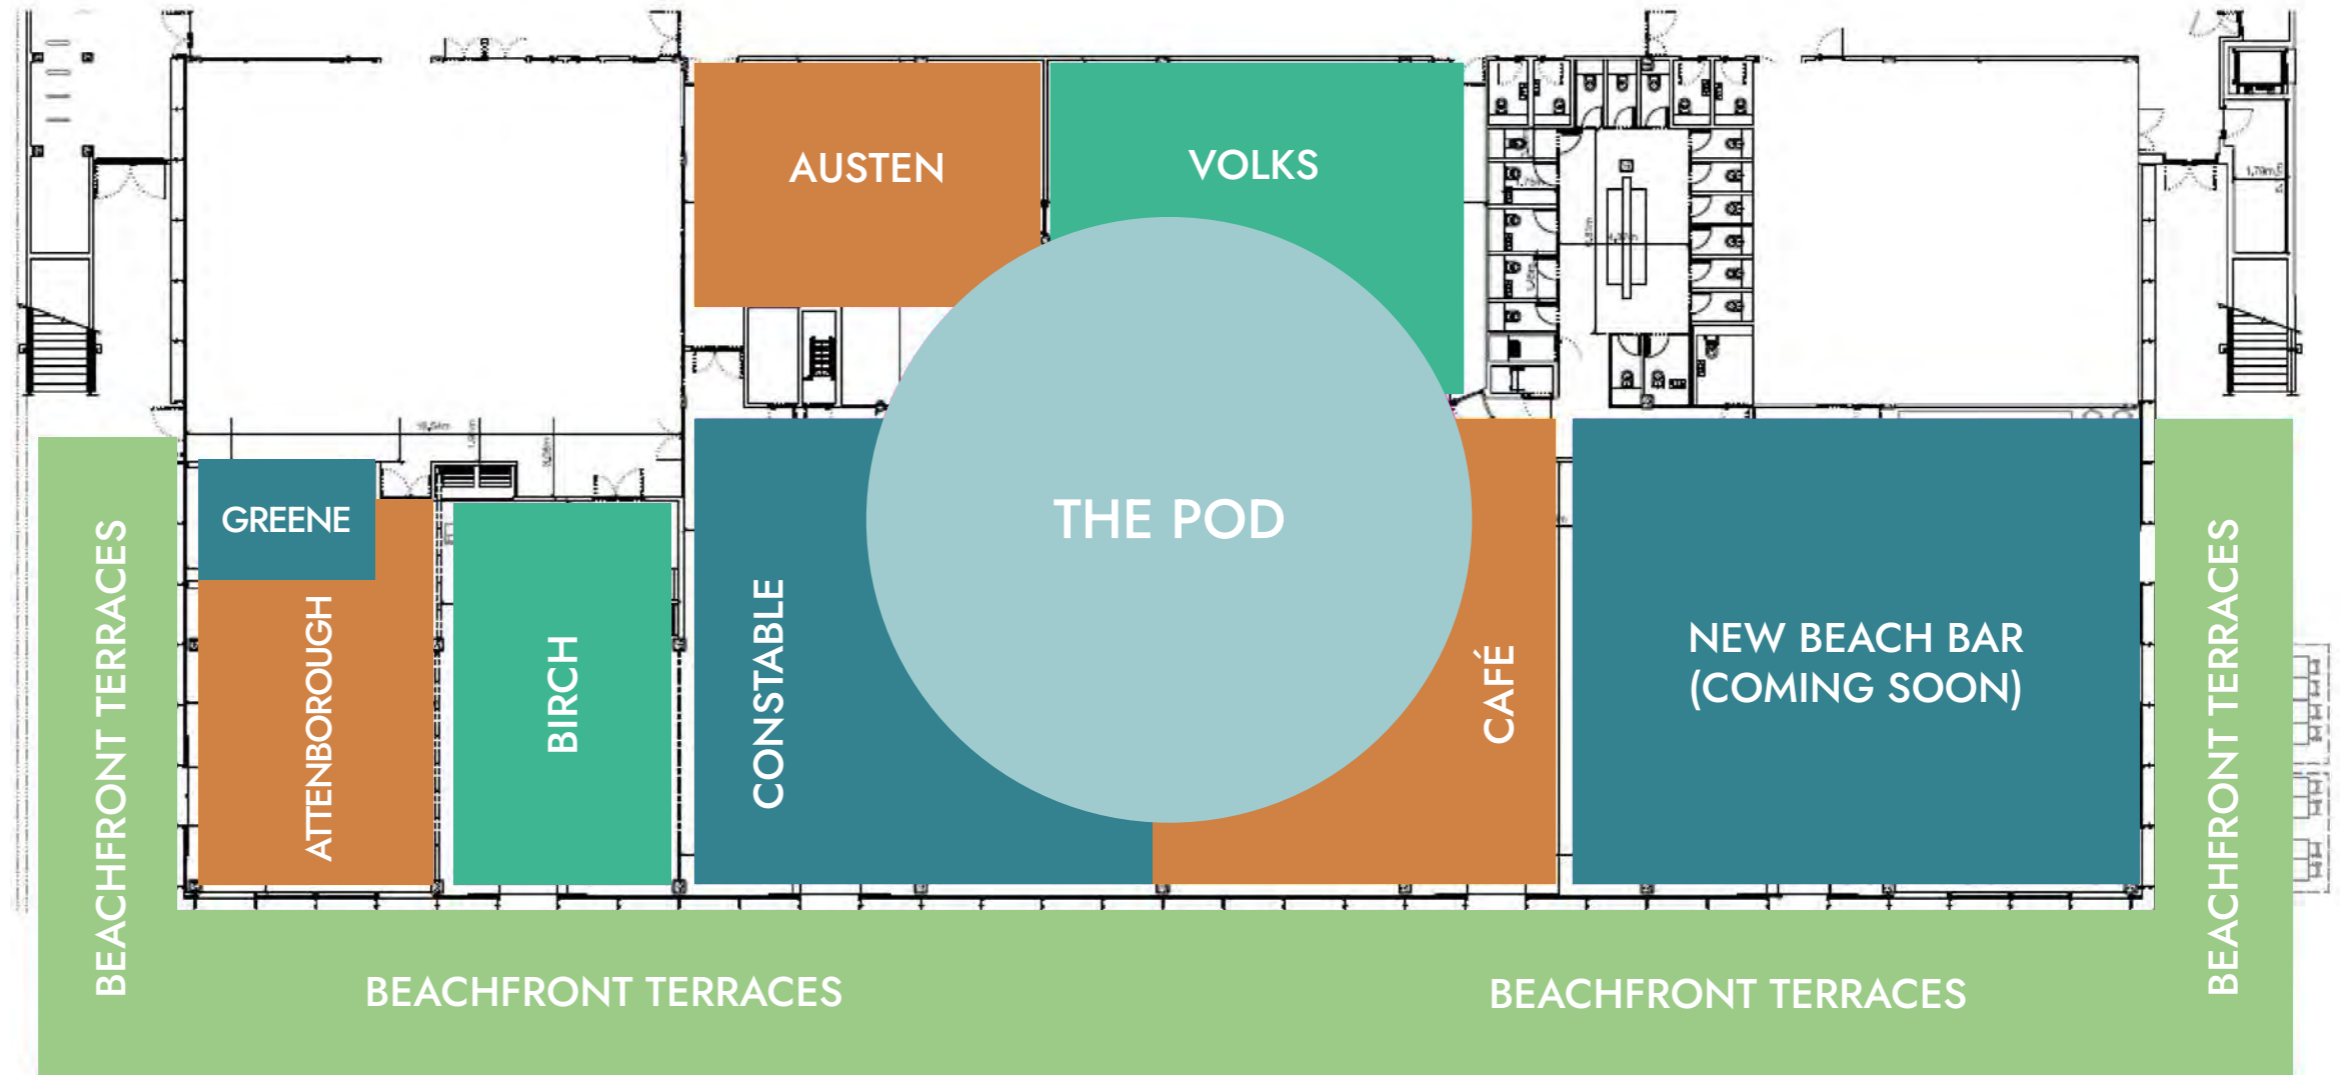 AUSTEN
VOLKS
GREENE
THE POD
BEACHFRONT TERRACES
ATTENBOROUGH
BIRCH
CONSTABLE
CAFÉ
NEW BEACH BAR
(COMING SOON)
BEACHFRONT TERRACES
BEACHFRONT TERRACES
BEACHFRONT TERRACES